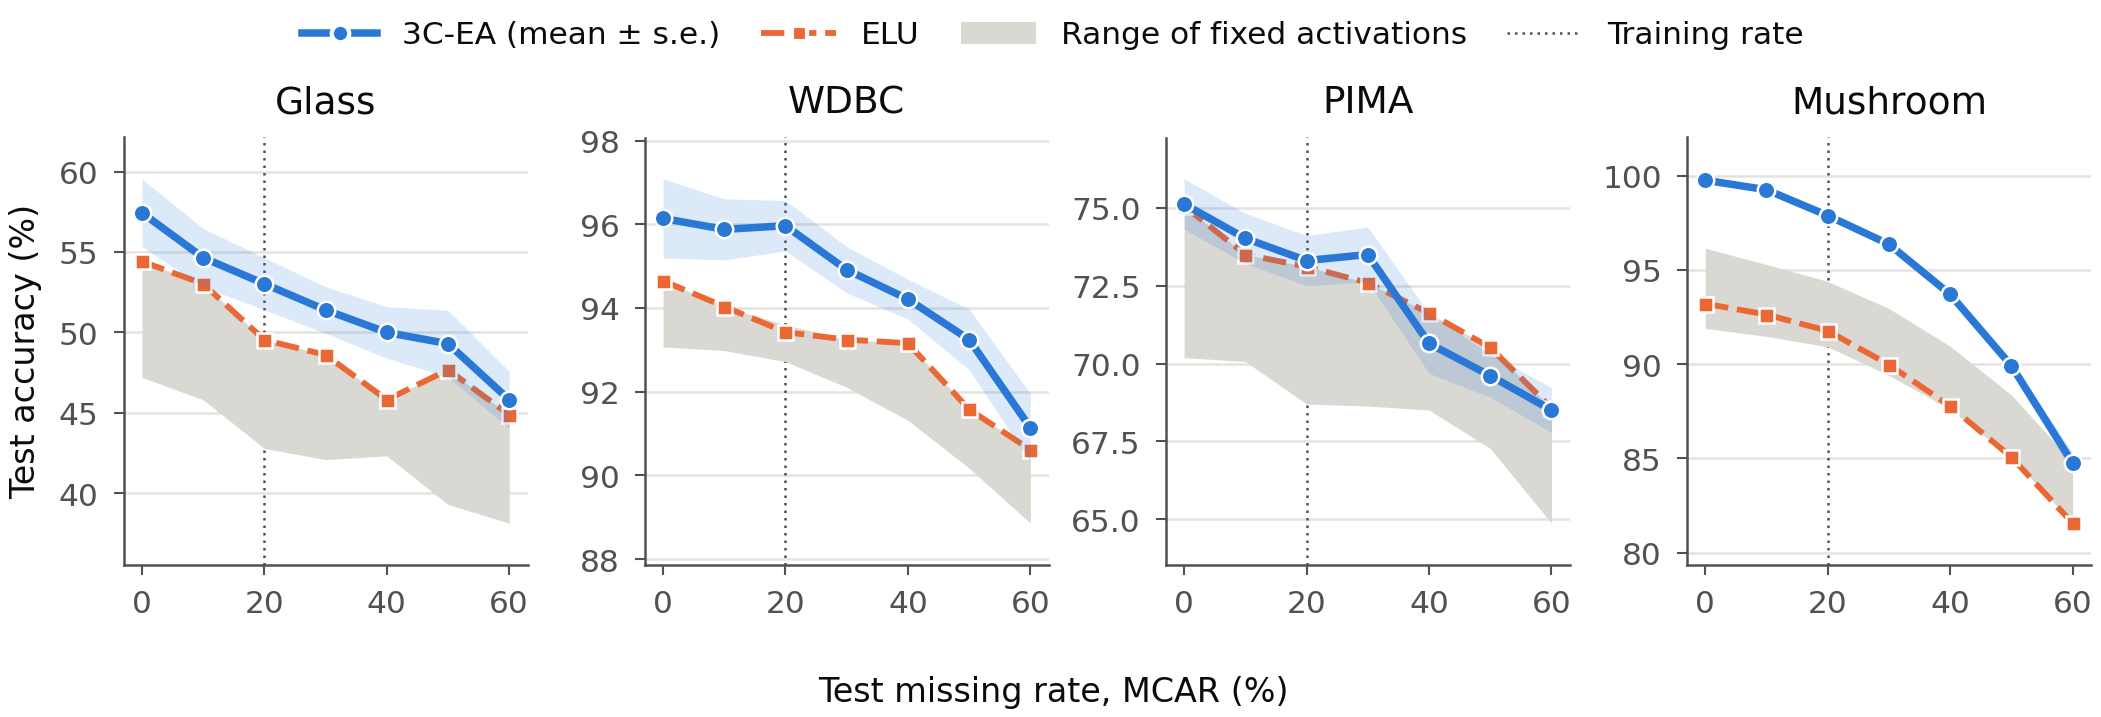 3C-EA (mean ± s.e.) ELU Range of fixed activations Training rate
Glass WDBC PIMA Mushroom
Test accuracy (%)
60
55
50
45
40
0 20 40 60
98
96
94
92
90
88
0 20 40 60
75.0
72.5
70.0
67.5
65.0
0 20 40 60
100
95
90
85
80
0 20 40 60
Test missing rate, MCAR (%)